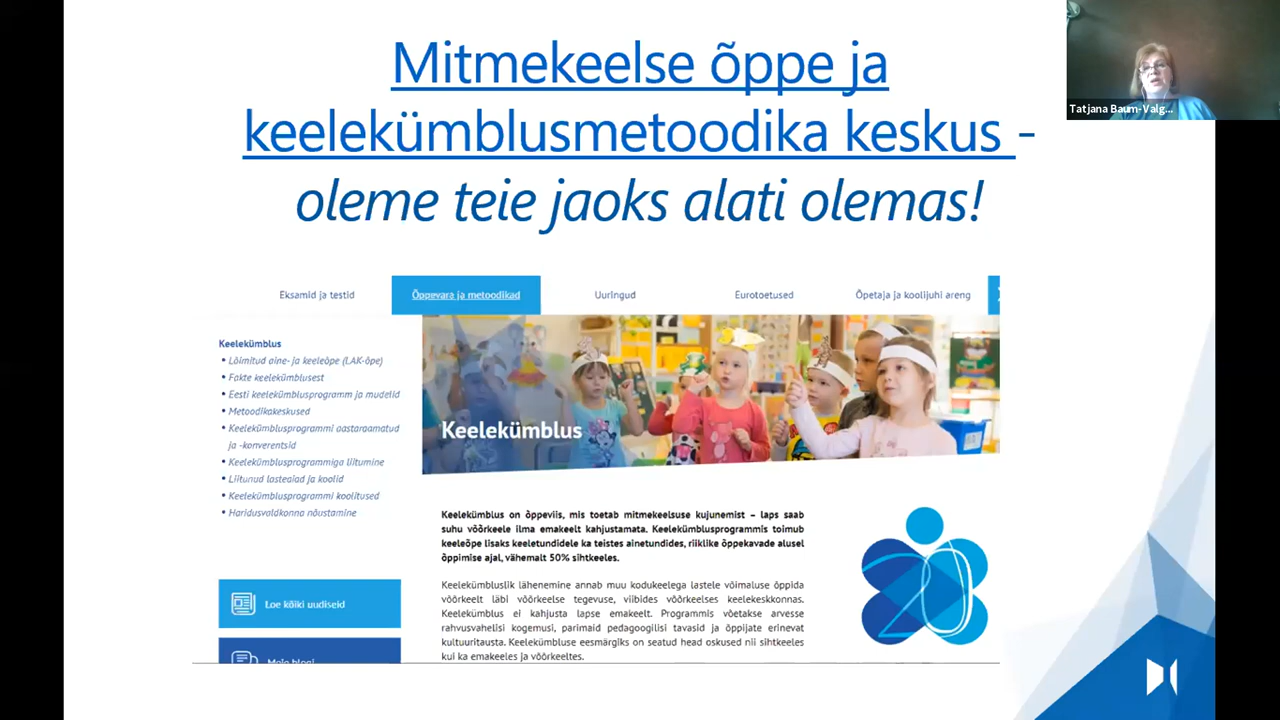 Mitmekeelse õppe ja
keelekümblusmetoodika keskus -
oleme teie jaoks alati olemas!
Tatjana Baum-Valg...
Eksamid ja testid
Õppevara ja metoodikad
Uuringud
Eurotoetused
Õpetaja ja koolijuhi areng
Keelekümblus
• Lõimitud aine- ja keeleõpe (LAK-õpe)
• Fakte keelekümblusest
• Eesti keelekümblusprogramm ja mudelid
• Metoodikakeskused
• Keelekümblusprogrammi aastaraamatud
ja -konverentsid
• Keelekümblusprogrammiga liitumine
• Liitunud lasteaiad ja koolid
• Keelekümblusprogrammi koolitused
• Haridusvaldkonna nõustamine
Loe kõiki uudiseid
Keelekümblus
Keelekümblus on õppeviis, mis toetab mitmekeelsuse kujunemist – laps saab
suhu võõrkeele ilma emakeelt kahjustamata. Keelekümblusprogrammis toimub
keeleõpe lisaks keeletundidele ka teistes ainetundides, riiklike õppekavade alusel
õppimise ajal, vähemalt 50% sihtkeeles.
Keelekümbluslik lähenemine annab muu kodukeelega lastele võimaluse õppida
võõrkeelt läbi võõrkeelse tegevuse, viibides võõrkeelses keelekeskkonnas.
Keelekümblus ei kahjusta lapse emakeelt. Programmis võetakse arvesse
rahvusvahelisi kogemusi, parimaid pedagoogilisi tavasid ja õppijate erinevat
kultuuritausta. Keelekümbluse eesmärgiks on seatud head oskused nii sihtkeeles
kui ka emakeeles ja võõrkeeltes.
20